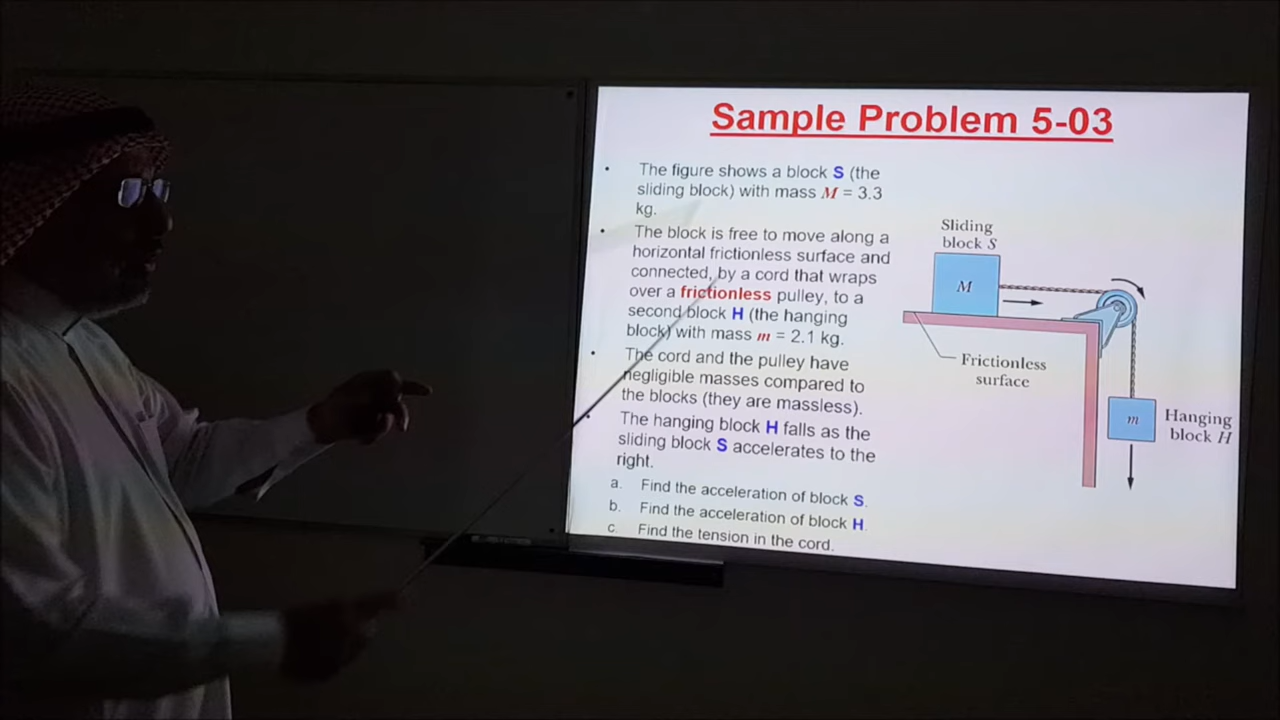 Sample Problem 5-03
• The figure shows a block S (the
sliding block) with mass M = 3.3
kg.
• The block is free to move along a
horizontal frictionless surface and
connected, by a cord that wraps
over a frictionless pulley, to a
second block H (the hanging
block) with mass m = 2.1 kg.
• The cord and the pulley have
negligible masses compared to
the blocks (they are massless).
• The hanging block H falls as the
sliding block S accelerates to the
right.
a. Find the acceleration of block S.
b. Find the acceleration of block H.
c. Find the tension in the cord.
Sliding
block S
M
Frictionless
surface
m
Hanging
block H